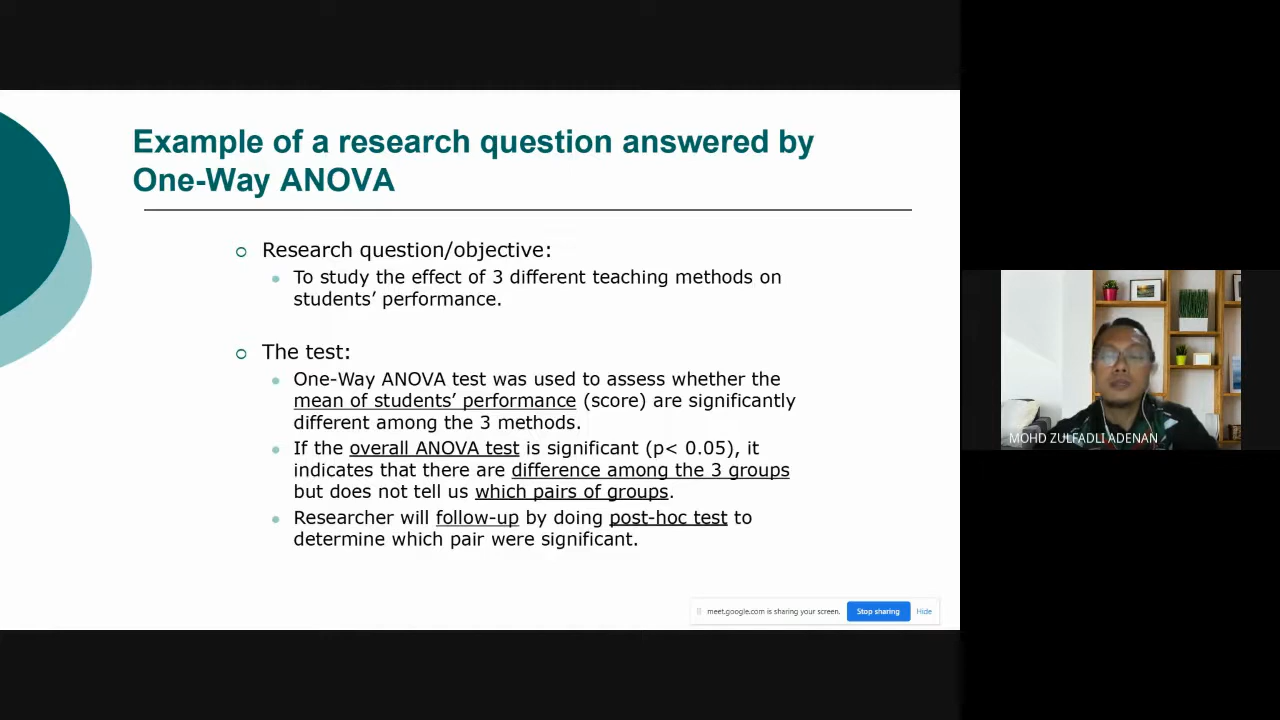 Example of a research question answered by
One-Way ANOVA
Research question/objective:
To study the effect of 3 different teaching methods on
students’ performance.
The test:
One-Way ANOVA test was used to assess whether the
mean of students’ performance (score) are significantly
different among the 3 methods.
If the overall ANOVA test is significant (p< 0.05), it
indicates that there are difference among the 3 groups
but does not tell us which pairs of groups.
Researcher will follow-up by doing post-hoc test to
determine which pair were significant.
meet.google.com is sharing your screen. Stop sharing Hide
MOHD ZULFADLI ADENAN